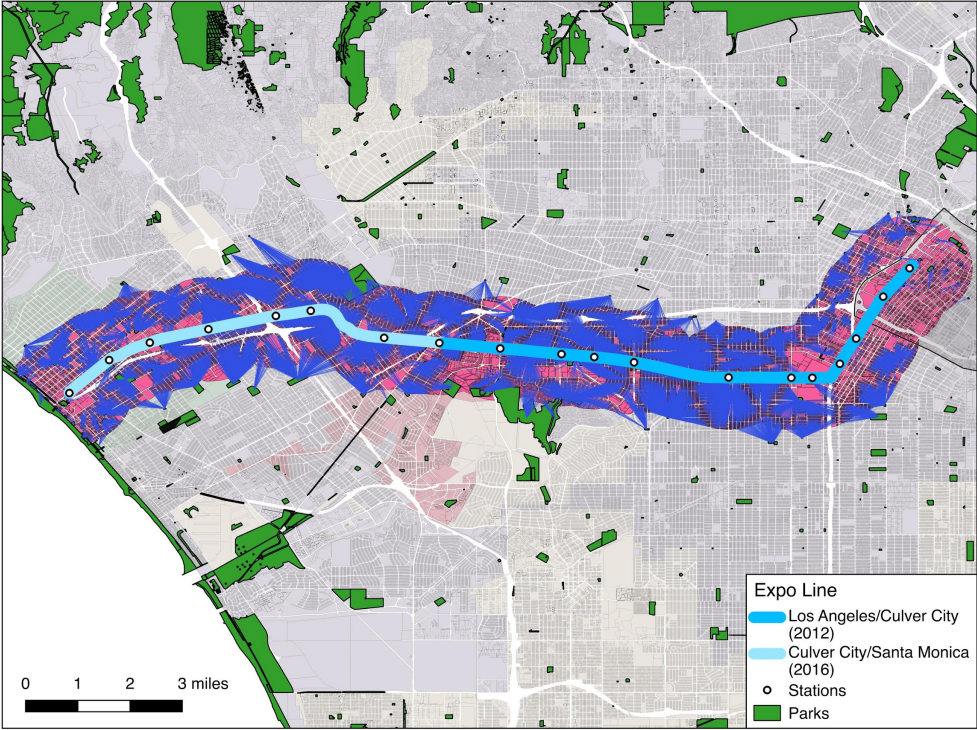 Expo Line
Los Angeles/Culver City
(2012)
Culver City/Santa Monica
(2016)
Stations
Parks
0 1 2 3 miles